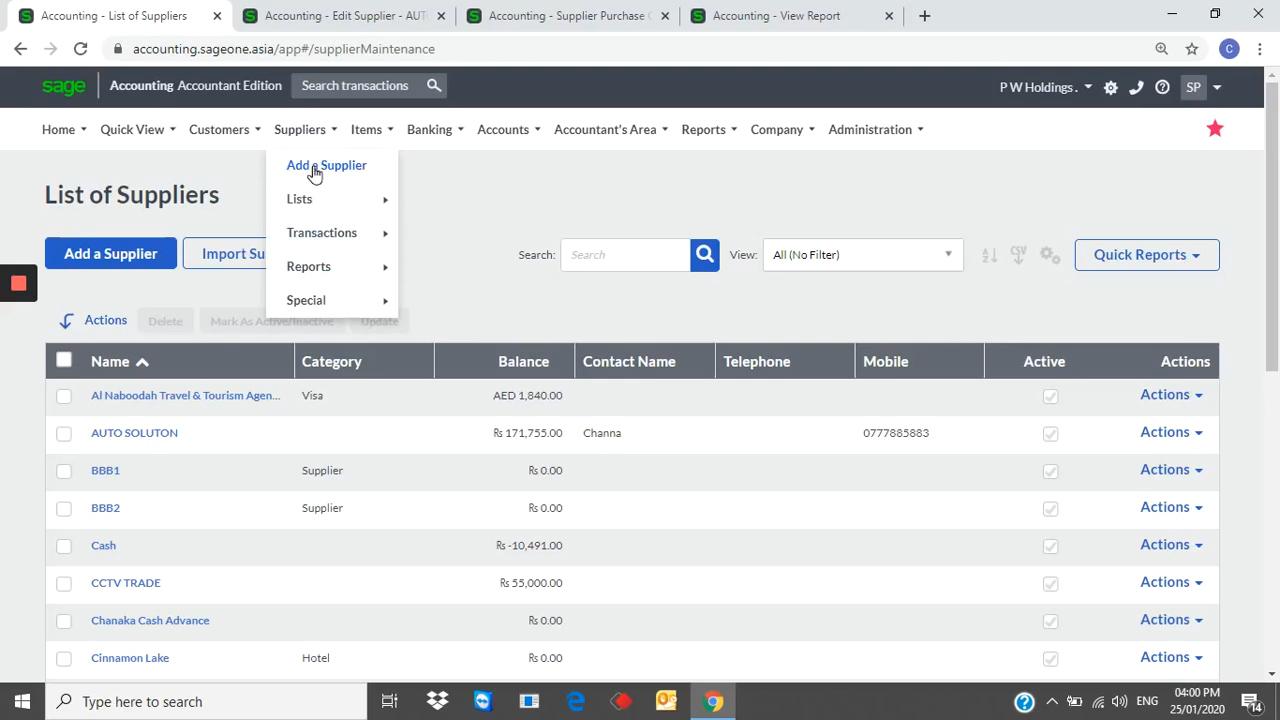 Accounting - List of Suppliers
Accounting - Edit Supplier - AUT
Accounting - Supplier Purchase
Accounting - View Report
accounting.sageone.asia/app#/supplierMaintenance
C
sage
Accounting Accountant Edition
Search transactions
P W Holdings .
SP
Home
Quick View
Customers
Suppliers
Items
Banking
Accounts
Accountant's Area
Reports
Company
Administration
Add a Supplier
Lists
Transactions
Reports
Special
List of Suppliers
Add a Supplier
Import Su
Search:
Search
View:
All (No Filter)
CSV
Quick Reports
Actions
Delete
Mark As Active/Inactive
Update
Name Category Balance Contact Name Telephone Mobile Active Actions
Al Naboodah Travel & Tourism Agen... Visa AED 1,840.00 Actions
AUTO SOLUTON Rs 171,755.00 Channa 0777885883 Actions
BBB1 Supplier Rs 0.00 Actions
BBB2 Supplier Rs 0.00 Actions
Cash Rs -10,491.00 Actions
CCTV TRADE Rs 55,000.00 Actions
Chanaka Cash Advance Rs 0.00 Actions
Cinnamon Lake Hotel Rs 0.00 Actions
Type here to search
ENG
04:00 PM
25/01/2020
14